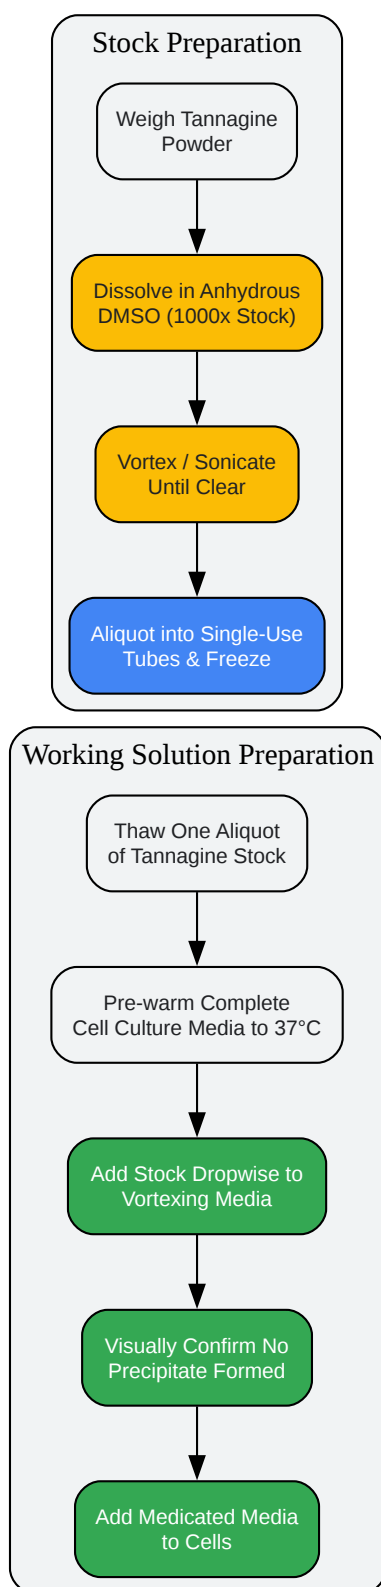 Stock Preparation
Weigh Tannagine
Powder
Dissolve in Anhydrous
DMSO (1000x Stock)
Vortex / Sonicate
Until Clear
Aliquot into Single-Use
Tubes & Freeze
Working Solution Preparation
Thaw One Aliquot
of Tannagine Stock
Pre-warm Complete
Cell Culture Media to 37°C
Add Stock Dropwise to
Vortexing Media
Visually Confirm No
Precipitate Formed
Add Medicated Media
to Cells